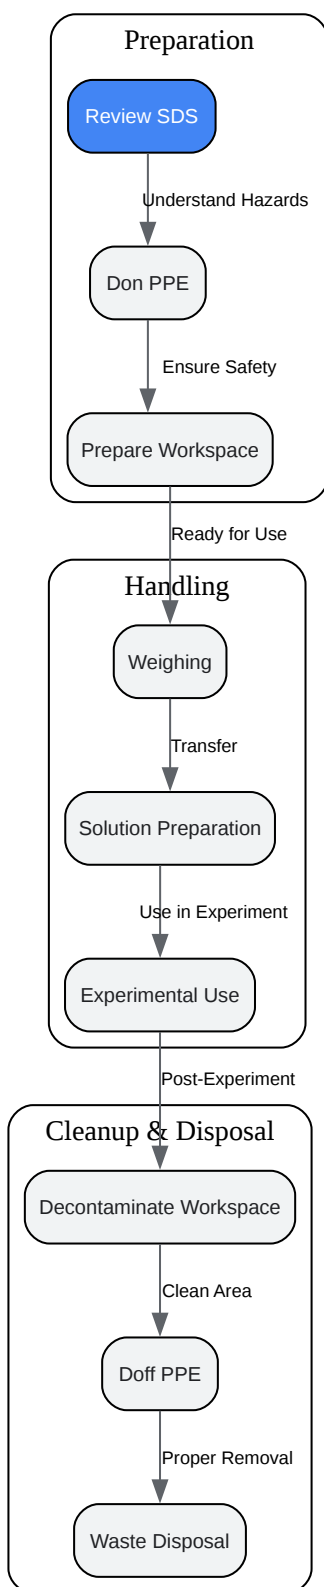 Preparation
Review SDS
Understand Hazards
Don PPE
Ensure Safety
Prepare Workspace
Ready for Use
Handling
Weighing
Transfer
Solution Preparation
Use in Experiment
Experimental Use
Post-Experiment
Cleanup & Disposal
Decontaminate Workspace
Clean Area
Doff PPE
Proper Removal
Waste Disposal